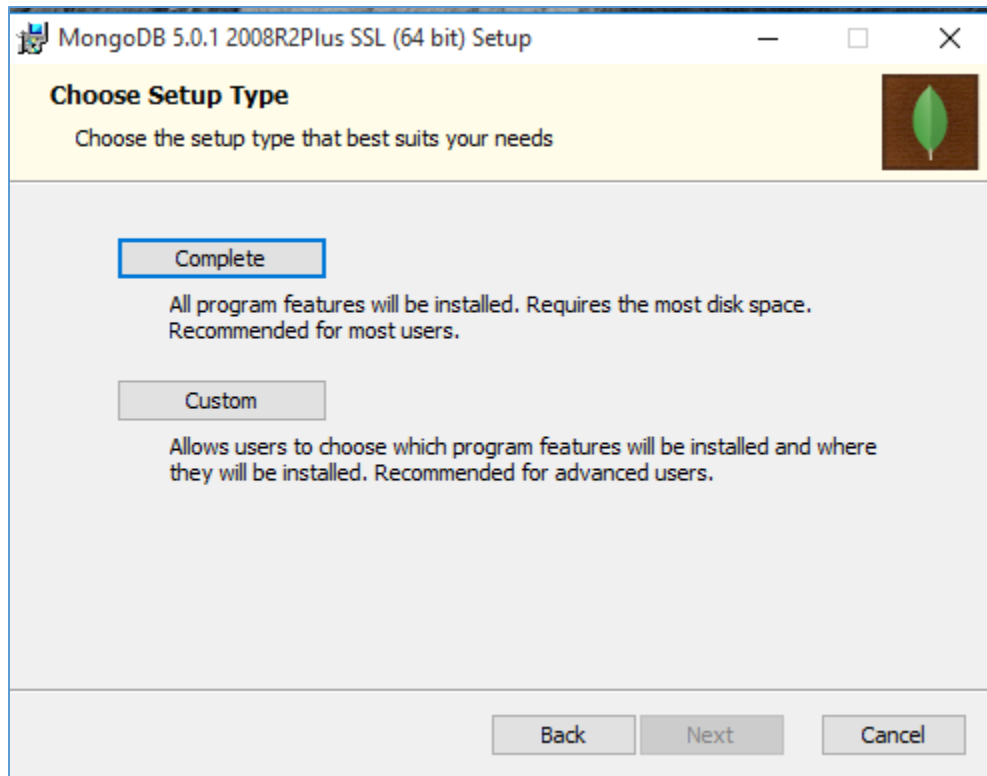 MongoDB 5.0.1 2008R2Plus SSL (64 bit) Setup
Choose Setup Type
Choose the setup type that best suits your needs
Complete
All program features will be installed. Requires the most disk space.
Recommended for most users.
Custom
Allows users to choose which program features will be installed and where
they will be installed. Recommended for advanced users.
Back
Next
Cancel